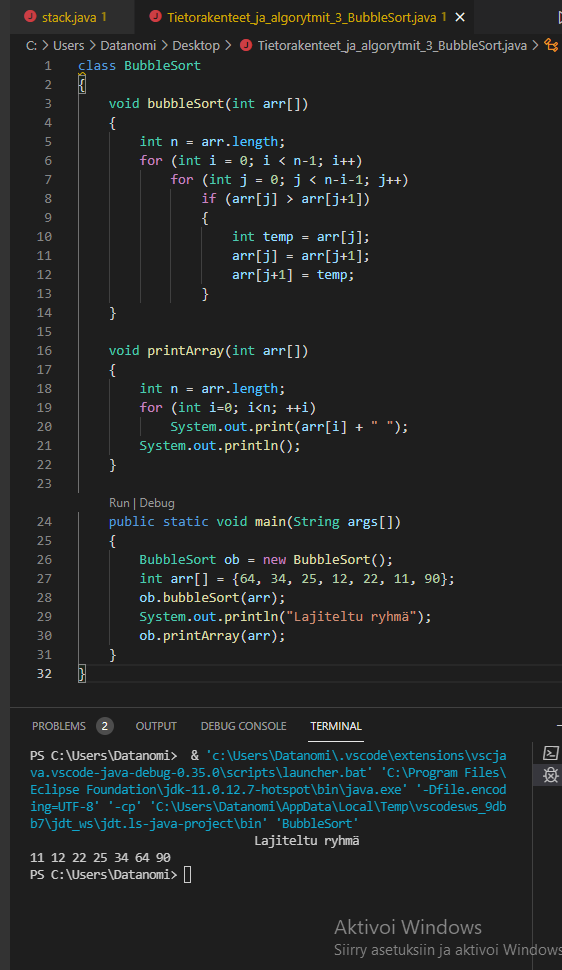 stack.java 1
Tietorakenteet_ja_algorytmit_3_BubbleSort.java 1
C: > Users > Datanomi > Desktop > Tietorakenteet_ja_algorytmit_3_BubbleSort.java >
1 class BubbleSort
2 {
3 void bubbleSort(int arr[])
4 {
5 int n = arr.length;
6 for (int i = 0; i < n-1; i++)
7 for (int j = 0; j < n-i-1; j++)
8 if (arr[j] > arr[j+1])
9 {
10 int temp = arr[j];
11 arr[j] = arr[j+1];
12 arr[j+1] = temp;
13 }
14 }
15
16 void printArray(int arr[])
17 {
18 int n = arr.length;
19 for (int i=0; i<n; ++i)
20 System.out.print(arr[i] + " ");
21 System.out.println();
22 }
23
Run | Debug
24 public static void main(String args[])
25 {
26 BubbleSort ob = new BubbleSort();
27 int arr[] = {64, 34, 25, 12, 22, 11, 90};
28 ob.bubbleSort(arr);
29 System.out.println("Lajiteltu ryhmä");
30 ob.printArray(arr);
31 }
32 }
PROBLEMS 2 OUTPUT DEBUG CONSOLE TERMINAL
PS C:\Users\Datanomi> & 'c:\Users\Datanomi\.vscode\extensions\vscja
va.vscode-java-debug-0.35.0\scripts\launcher.bat' 'C:\Program Files\
Eclipse Foundation\jdk-11.0.12.7-hotspot\bin\java.exe' '-Dfile.encod
ing=UTF-8' '-cp' 'C:\Users\Datanomi\AppData\Local\Temp\vscodesws_9db
b7\jdt_ws\jdt.ls-java-project\bin' 'BubbleSort'
Lajiteltu ryhmä
11 12 22 25 34 64 90
PS C:\Users\Datanomi>
Aktivoi Windows
Siirry asetuksiin ja aktivoi Windows